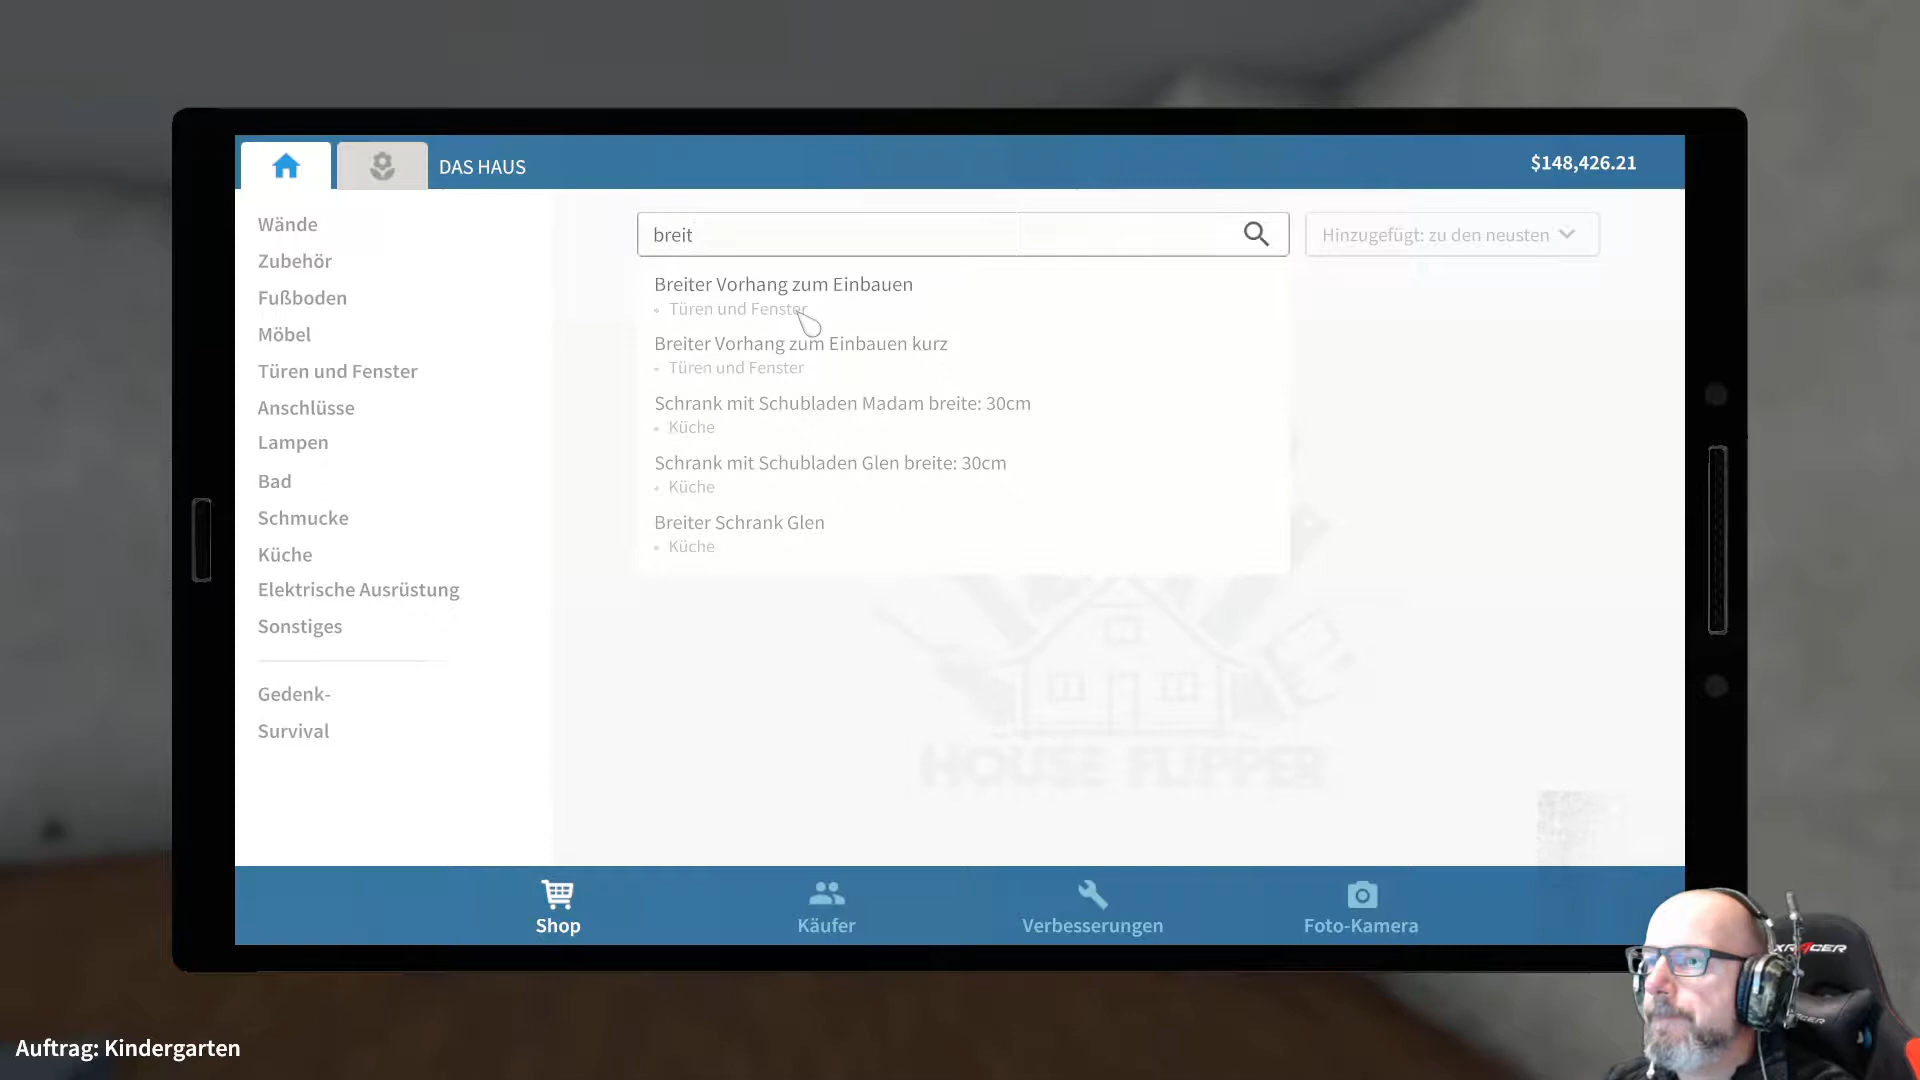 DAS HAUS
$148,426.21
Wände
Zubehör
Fußboden
Möbel
Türen und Fenster
Anschlüsse
Lampen
Bad
Schmucke
Küche
Elektrische Ausrüstung
Sonstiges
Gedenk-
Survival
breit
Hinzugefügt: zu den neusten
Breiter Vorhang zum Einbauen
Türen und Fenster
Breiter Vorhang zum Einbauen kurz
Türen und Fenster
Schrank mit Schubladen Madam breite: 30cm
Küche
Schrank mit Schubladen Glen breite: 30cm
Küche
Breiter Schrank Glen
Küche
HOUSE FLIPPER
Shop
Käufer
Verbesserungen
Foto-Kamera
XRACER
Auftrag: Kindergarten